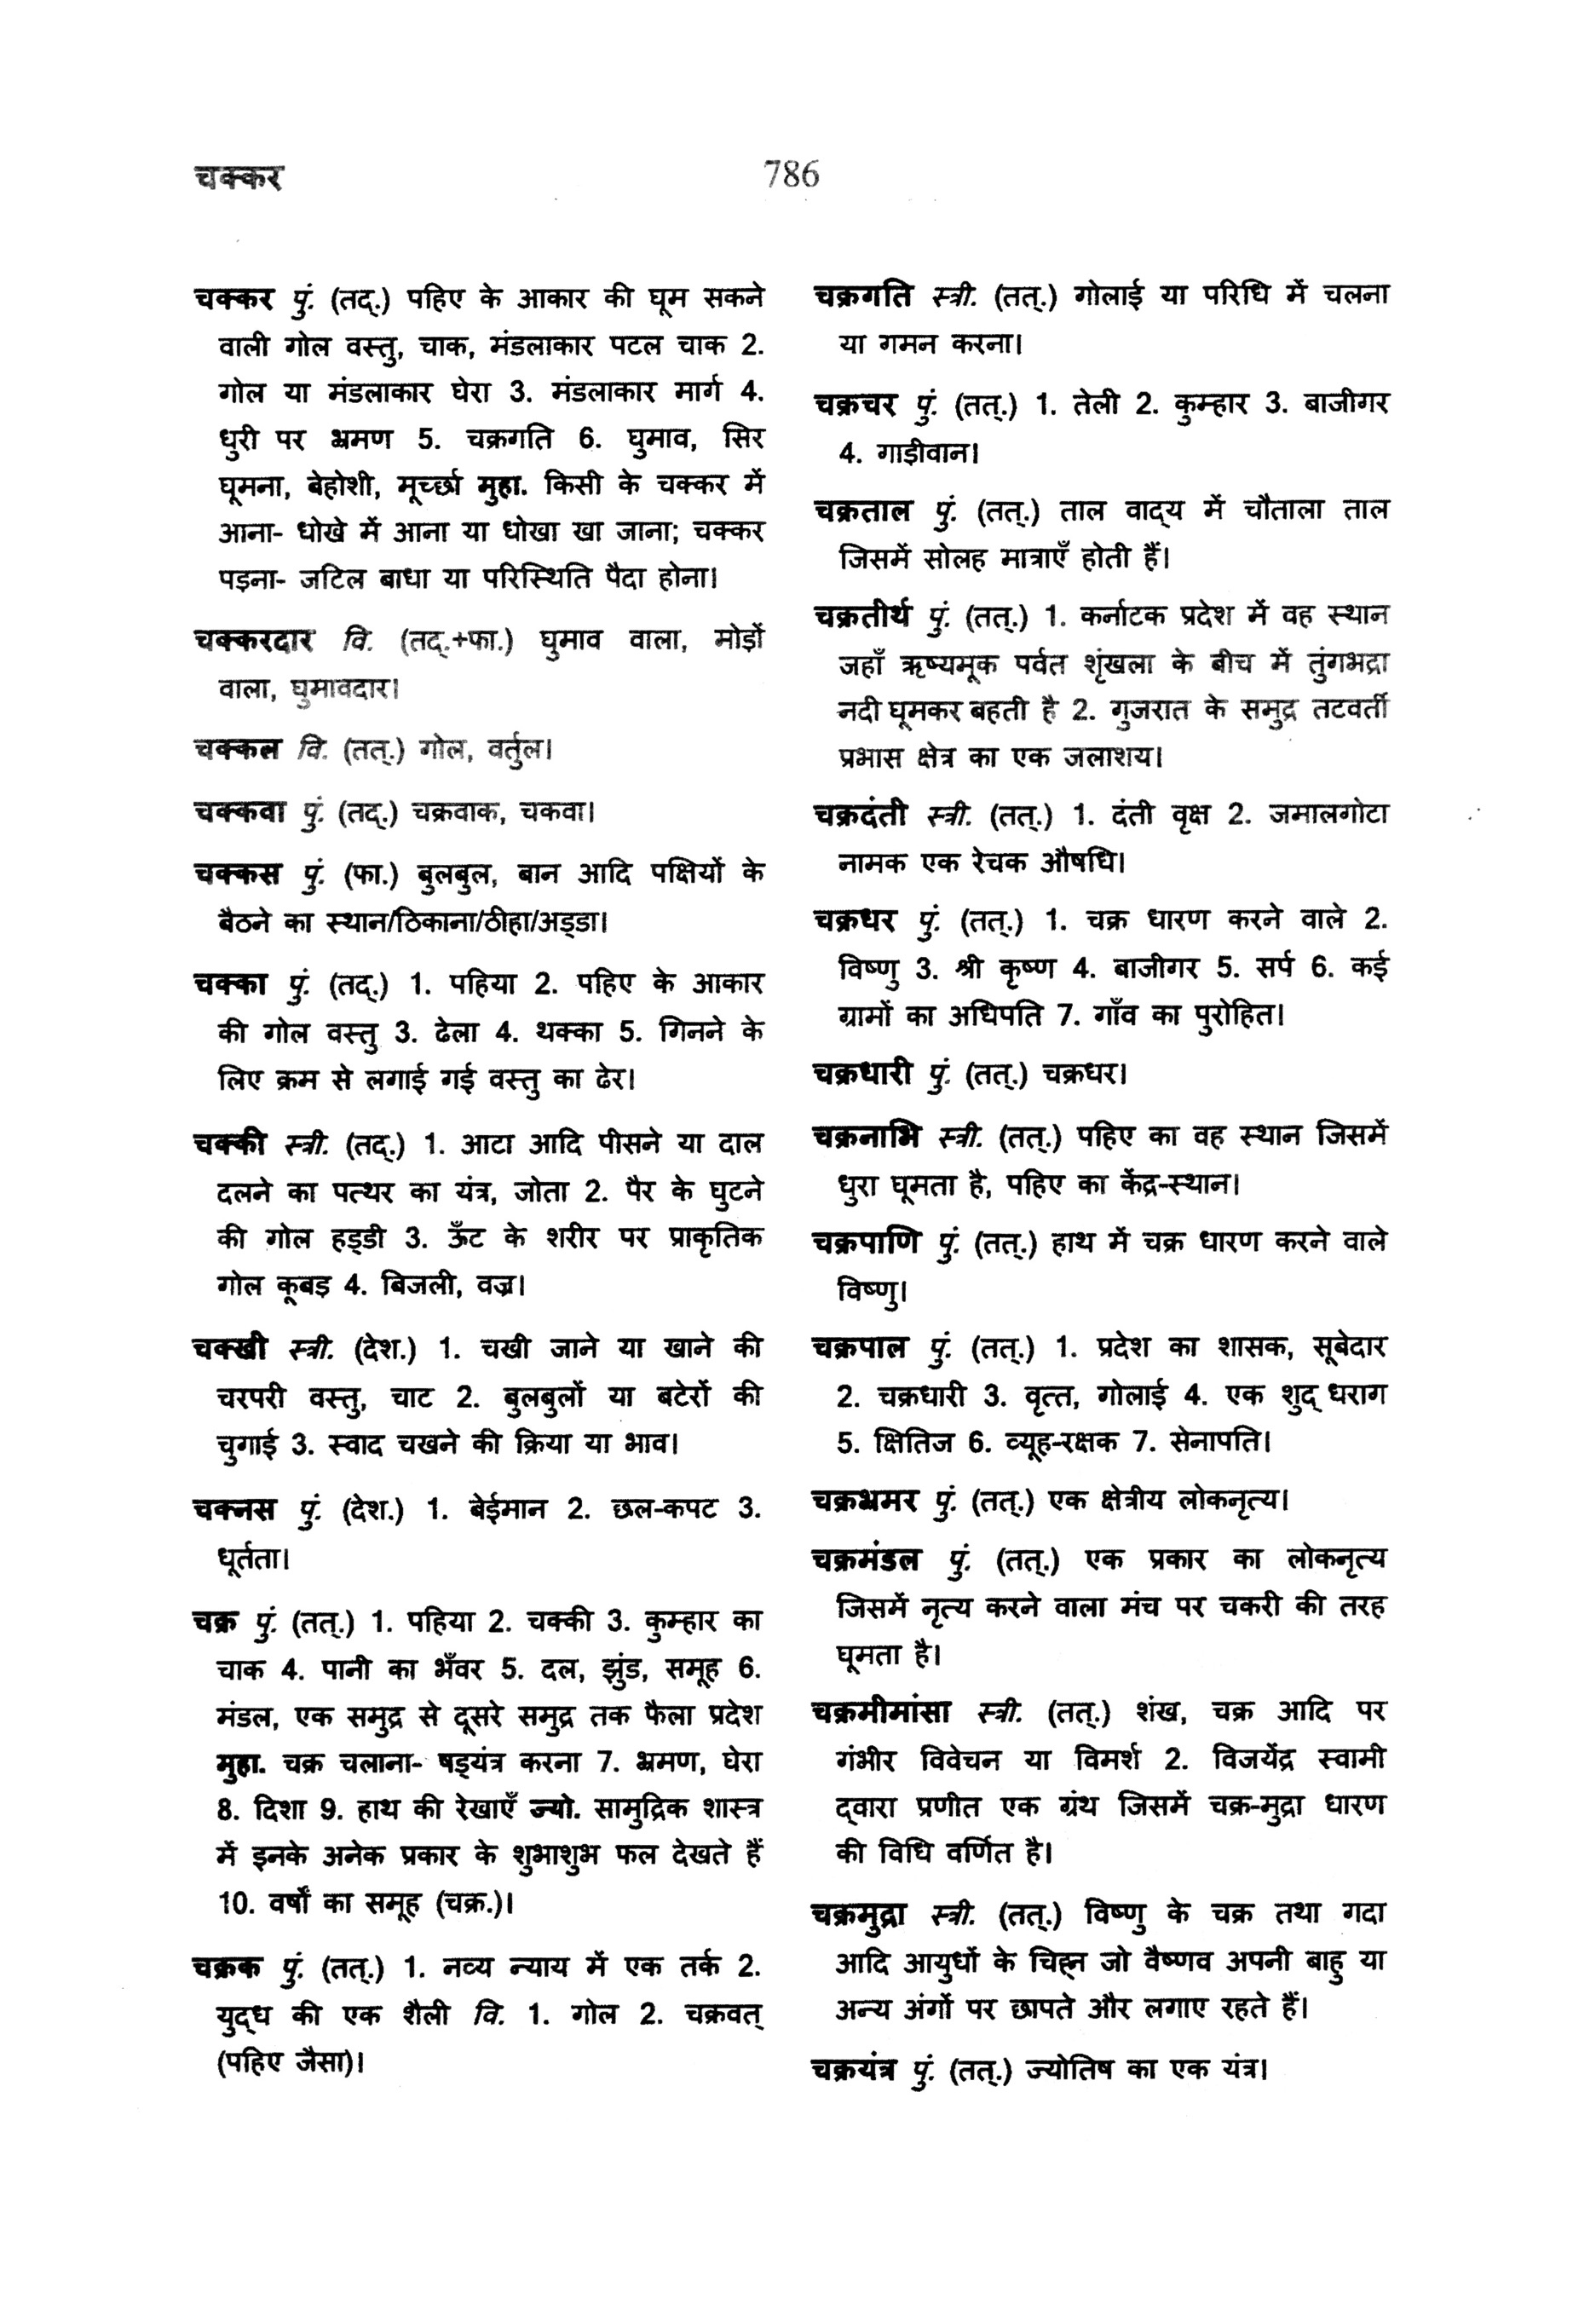 चक्कर
786
चक्कर पुं. (तद्.) पहिए के आकार की घूम सकने
वाली गोल वस्तु, चाक, मंडलाकार पटल चाक 2.
गोल या मंडलाकार घेरा 3. मंडलाकार मार्ग 4.
धुरी पर भ्रमण 5. चक्रगति 6. घुमाव, सिर
घूमना, बेहोशी, मूर्च्छा मुहा. किसी के चक्कर में
आना- धोखे में आना या धोखा खा जाना; चक्कर
पड़ना- जटिल बाधा या परिस्थिति पैदा होना।
चक्करदार वि. (तद्.+फा.) घुमाव वाला, मोड़ों
वाला, घुमावदार।
चक्कल वि. (तत्.) गोल, वर्तुल।
चक्कवा पुं. (तद्.) चक्रवाक, चकवा।
चक्कस पुं. (फा.) बुलबुल, बान आदि पक्षियों के
बैठने का स्थान/ठिकाना/ठीहा/अड्डा।
चक्का पुं. (तद्.) 1. पहिया 2. पहिए के आकार
की गोल वस्तु 3. ढेला 4. थक्का 5. गिनने के
लिए क्रम से लगाई गई वस्तु का ढेर।
चक्की स्त्री. (तद्.) 1. आटा आदि पीसने या दाल
दलने का पत्थर का यंत्र, जोता 2. पैर के घुटने
की गोल हड्डी 3. ऊँट के शरीर पर प्राकृतिक
गोल कूबड़ 4. बिजली, वज्र।
चक्खी स्त्री. (देश.) 1. चखी जाने या खाने की
चरपरी वस्तु, चाट 2. बुलबुलों या बटेरों की
चुगाई 3. स्वाद चखने की क्रिया या भाव।
चक्नस पुं. (देश.) 1. बेईमान 2. छल-कपट 3.
धूर्तता।
चक्र पुं. (तत्.) 1. पहिया 2. चक्की 3. कुम्हार का
चाक 4. पानी का भँवर 5. दल, झुंड, समूह 6.
मंडल, एक समुद्र से दूसरे समुद्र तक फैला प्रदेश
मुहा. चक्र चलाना- षड्यंत्र करना 7. भ्रमण, घेरा
8. दिशा 9. हाथ की रेखाएँ ज्यो. सामुद्रिक शास्त्र
में इनके अनेक प्रकार के शुभाशुभ फल देखते हैं
10. वर्षों का समूह (चक्र.)।
चक्रक पुं. (तत्.) 1. नव्य न्याय में एक तर्क 2.
युद्ध की एक शैली वि. 1. गोल 2. चक्रवत्
(पहिए जैसा)।
चक्रगति स्त्री. (तत्.) गोलाई या परिधि में चलना
या गमन करना।
चक्रचर पुं. (तत्.) 1. तेली 2. कुम्हार 3. बाजीगर
4. गाड़ीवान।
चक्रताल पुं. (तत्.) ताल वाद्य में चौताला ताल
जिसमें सोलह मात्राएँ होती हैं।
चक्रतीर्थ पुं. (तत्.) 1. कर्नाटक प्रदेश में वह स्थान
जहाँ ऋष्यमूक पर्वत शृंखला के बीच में तुंगभद्रा
नदी घूमकर बहती है 2. गुजरात के समुद्र तटवर्ती
प्रभास क्षेत्र का एक जलाशय।
चक्रदंती स्त्री. (तत्.) 1. दंती वृक्ष 2. जमालगोटा
नामक एक रेचक औषधि।
चक्रधर पुं. (तत्.) 1. चक्र धारण करने वाले 2.
विष्णु 3. श्री कृष्ण 4. बाजीगर 5. सर्प 6. कई
ग्रामों का अधिपति 7. गाँव का पुरोहित।
चक्रधारी पुं. (तत्.) चक्रधर।
चक्रनाभि स्त्री. (तत्.) पहिए का वह स्थान जिसमें
धुरा घूमता है, पहिए का केंद्र-स्थान।
चक्रपाणि पुं. (तत्.) हाथ में चक्र धारण करने वाले
विष्णु।
चक्रपाल पुं. (तत्.) 1. प्रदेश का शासक, सूबेदार
2. चक्रधारी 3. वृत्त, गोलाई 4. एक शुद्धराग
5. क्षितिज 6. व्यूह-रक्षक 7. सेनापति।
चक्रभ्रमर पुं. (तत्.) एक क्षेत्रीय लोकनृत्य।
चक्रमंडल पुं. (तत्.) एक प्रकार का लोकनृत्य
जिसमें नृत्य करने वाला मंच पर चकरी की तरह
घूमता है।
चक्रमीमांसा स्त्री. (तत्.) शंख, चक्र आदि पर
गंभीर विवेचन या विमर्श 2. विजयेंद्र स्वामी
द्वारा प्रणीत एक ग्रंथ जिसमें चक्र-मुद्रा धारण
की विधि वर्णित है।
चक्रमुद्रा स्त्री. (तत्.) विष्णु के चक्र तथा गदा
आदि आयुधों के चिह्न जो वैष्णव अपनी बाहु या
अन्य अंगों पर छापते और लगाए रहते हैं।
चक्रयंत्र पुं. (तत्.) ज्योतिष का एक यंत्र।